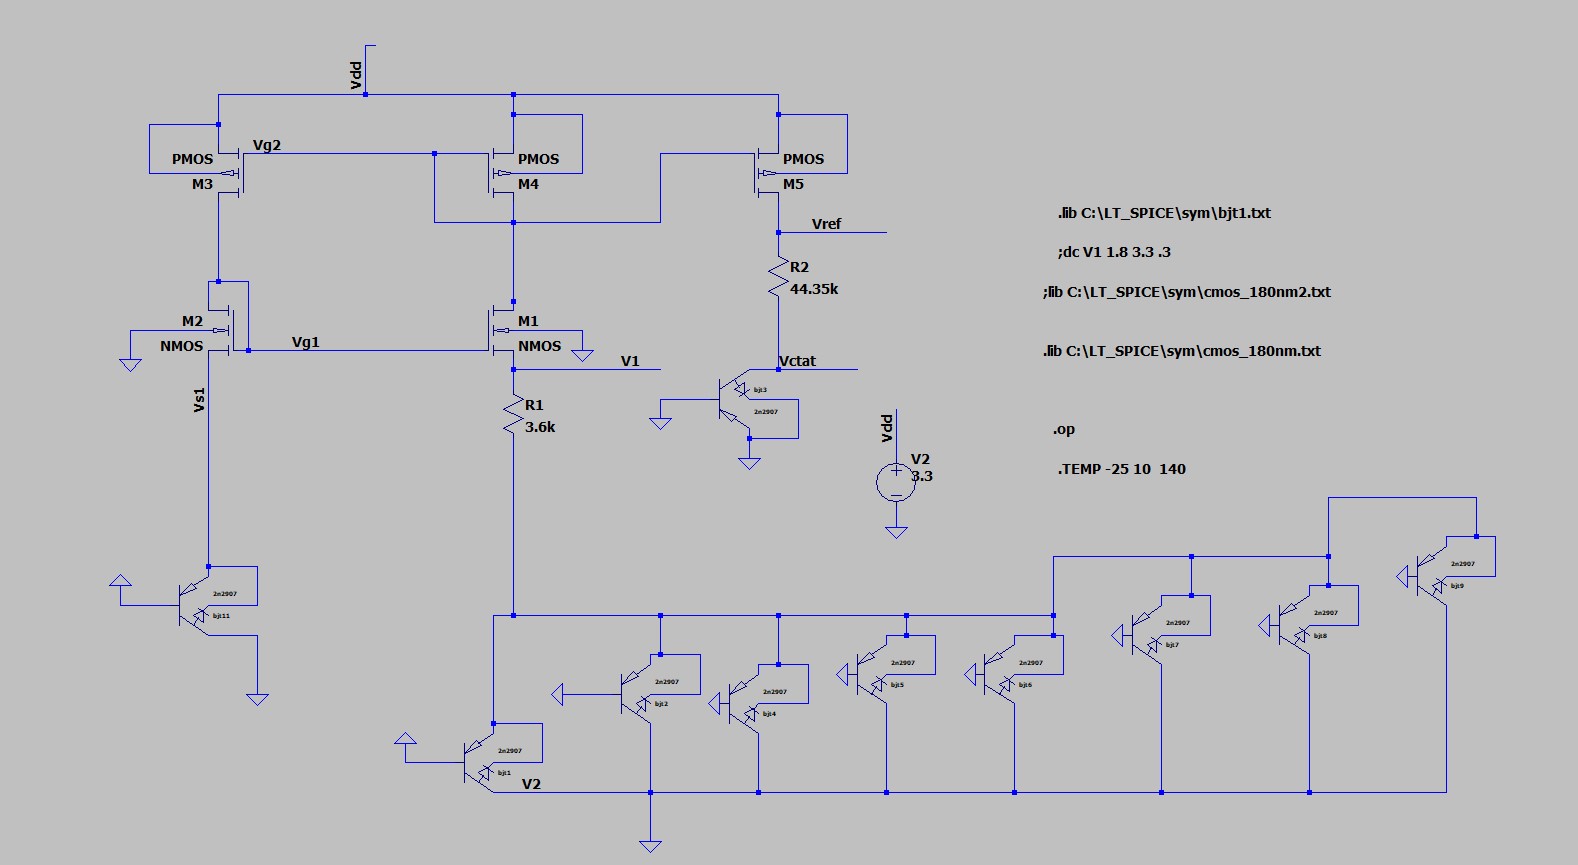 Vdd
Vg2
PMOS
M3
PMOS
M4
PMOS
M5
Vref
R2
44.35k
M2
NMOS
Vg1
M1
NMOS
V1
Vctat
Vs1
R1
3.6k
bjt3
2n2907
Vdd
V2
3.3
.lib C:\LT_SPICE\sym\bjt1.txt
;dc V1 1.8 3.3 .3
;lib C:\LT_SPICE\sym\cmos_180nm2.txt
.lib C:\LT_SPICE\sym\cmos_180nm.txt
.op
.TEMP -25 10 140
2n2907
bjt11
2n2907
bjt1
V2
2n2907
bjt2
2n2907
bjt4
2n2907
bjt5
2n2907
bjt6
2n2907
bjt7
2n2907
bjt8
2n2907
bjt9